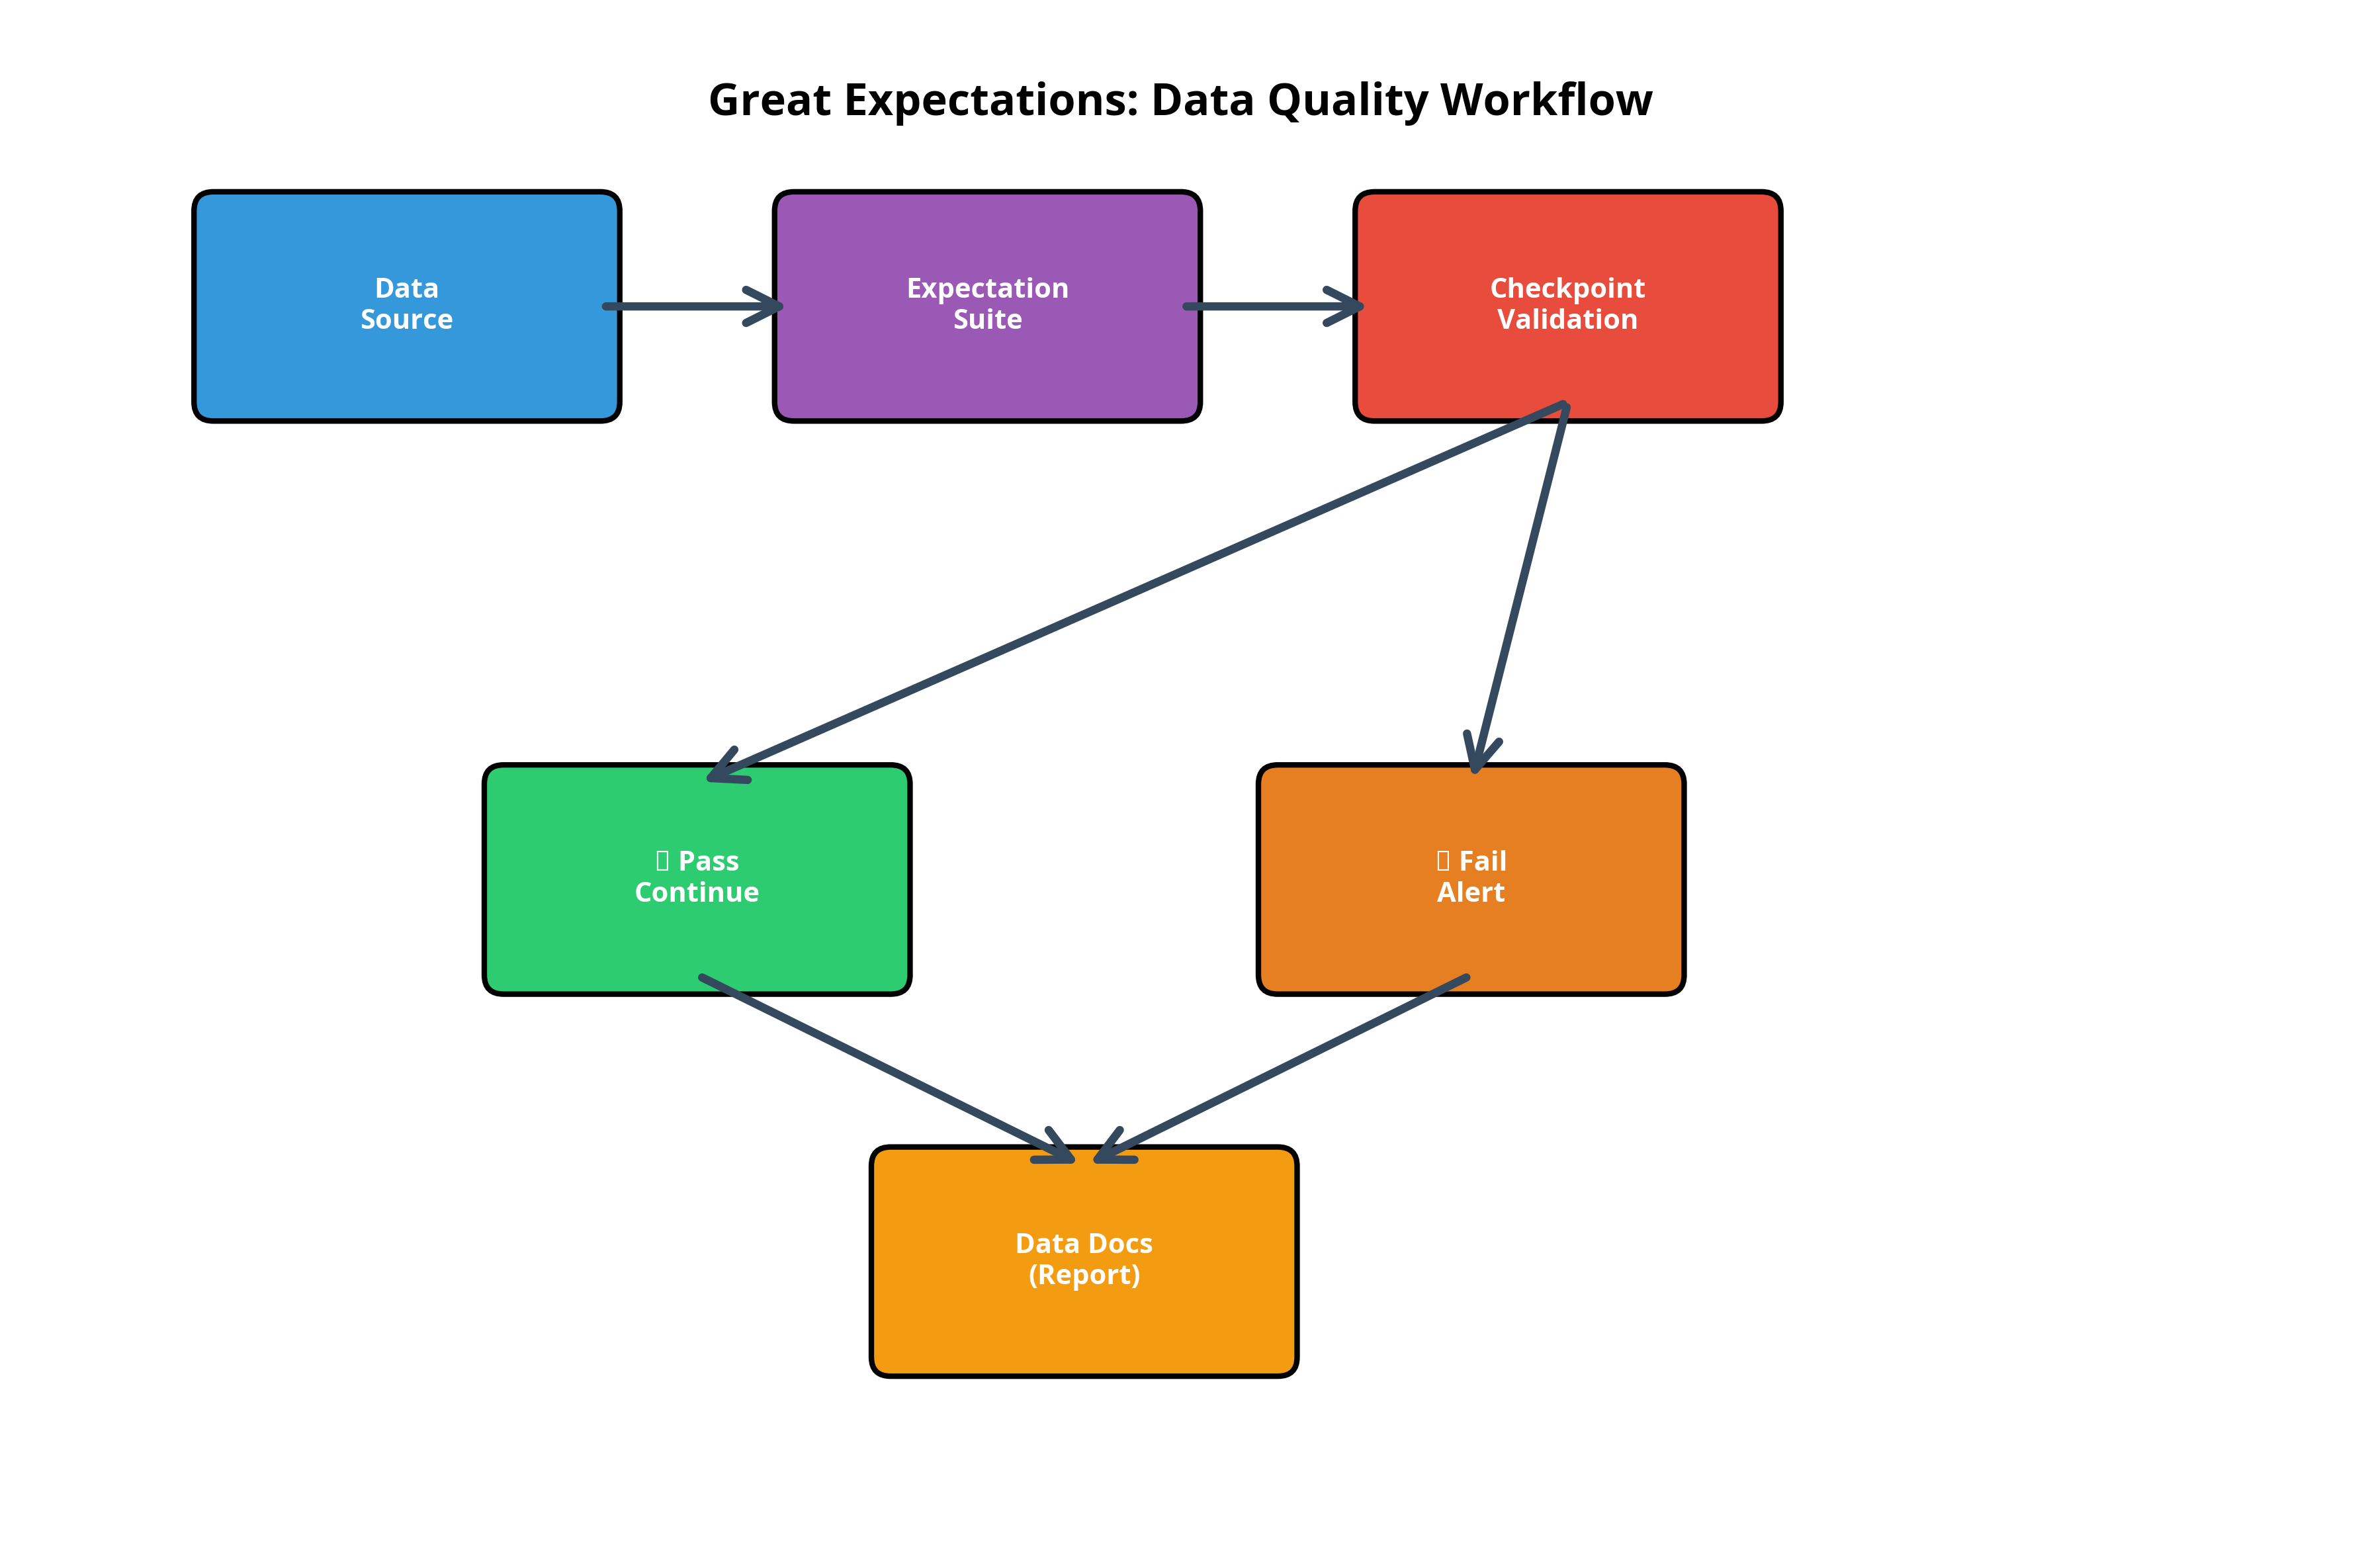 Great Expectations: Data Quality Workflow
Data
Source
Expectation
Suite
Checkpoint
Validation
Pass
Continue
Fail
Alert
Data Docs
(Report)